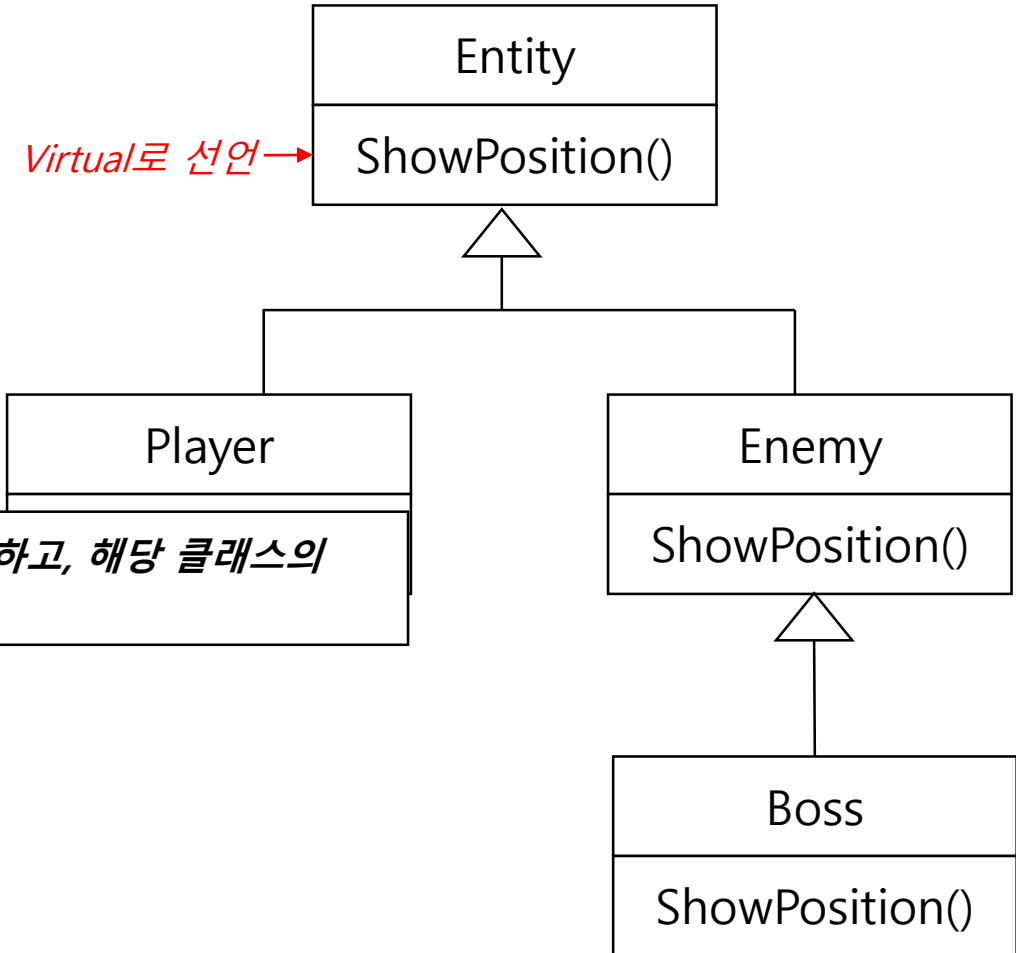 Entity
Virtual로 선언
ShowPosition()
Player
Enemy
하고, 해당 클래스의
ShowPosition()
Boss
ShowPosition()